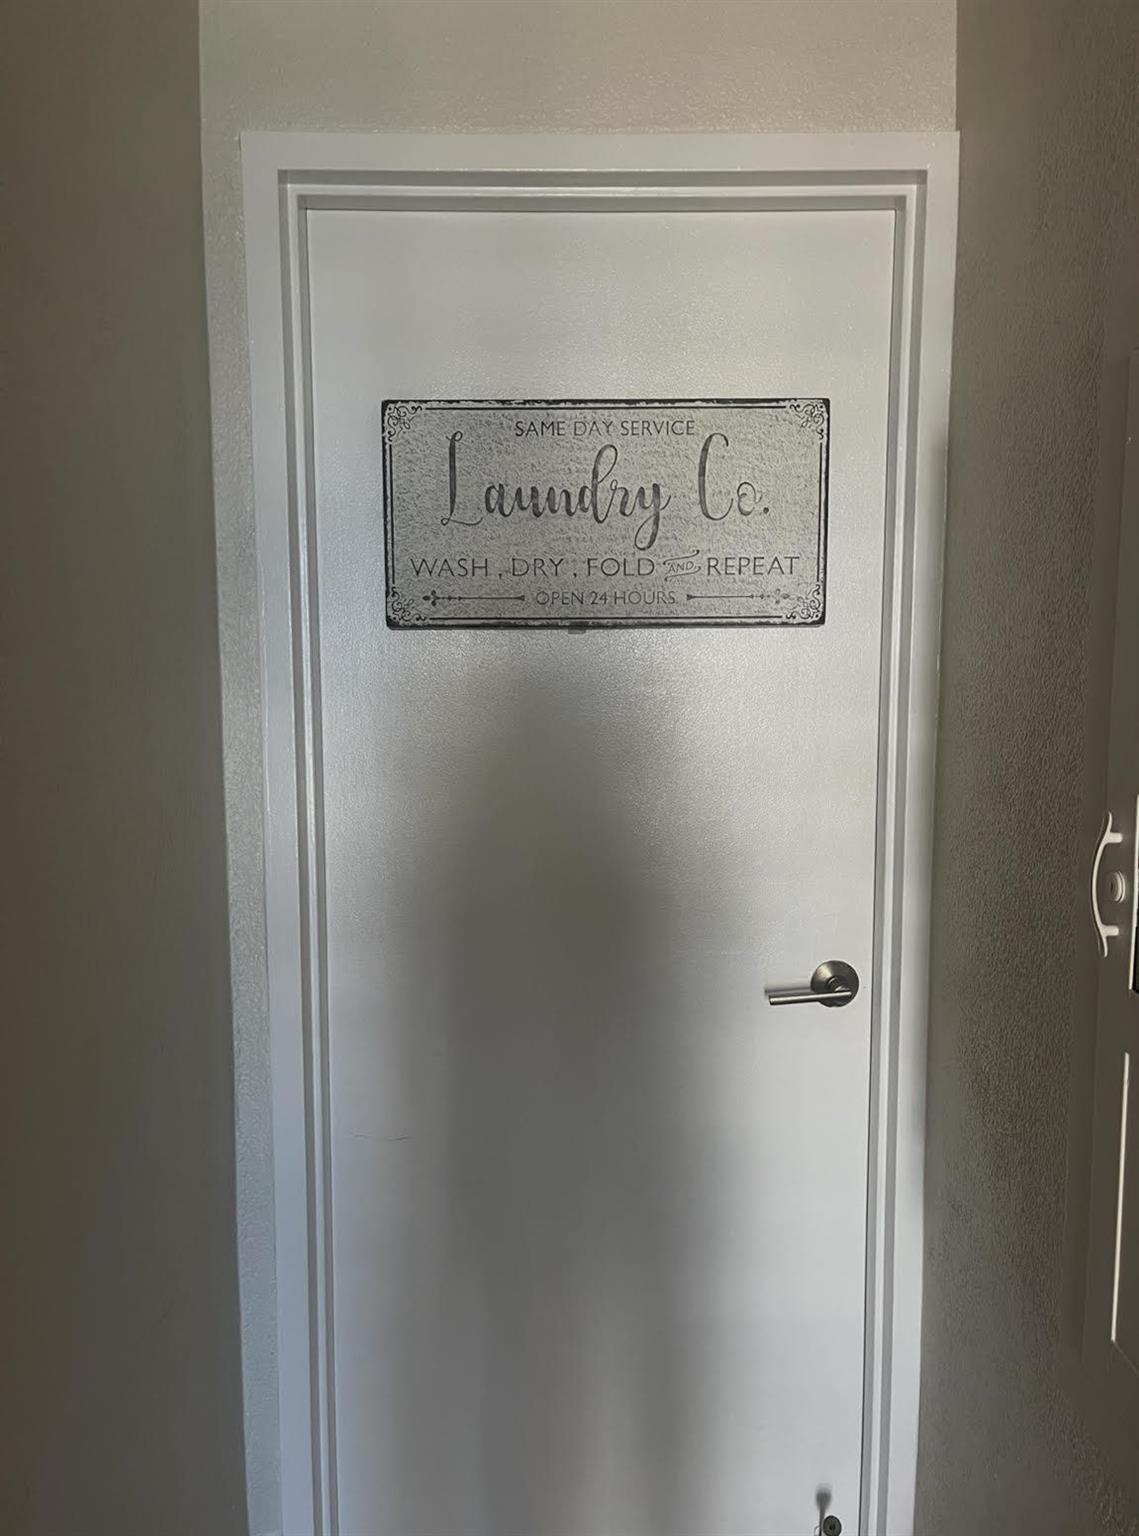 SAME DAY SERVICE
Laundry Co.
WASH, DRY, FOLD AND REPEAT
OPEN 24 HOURS